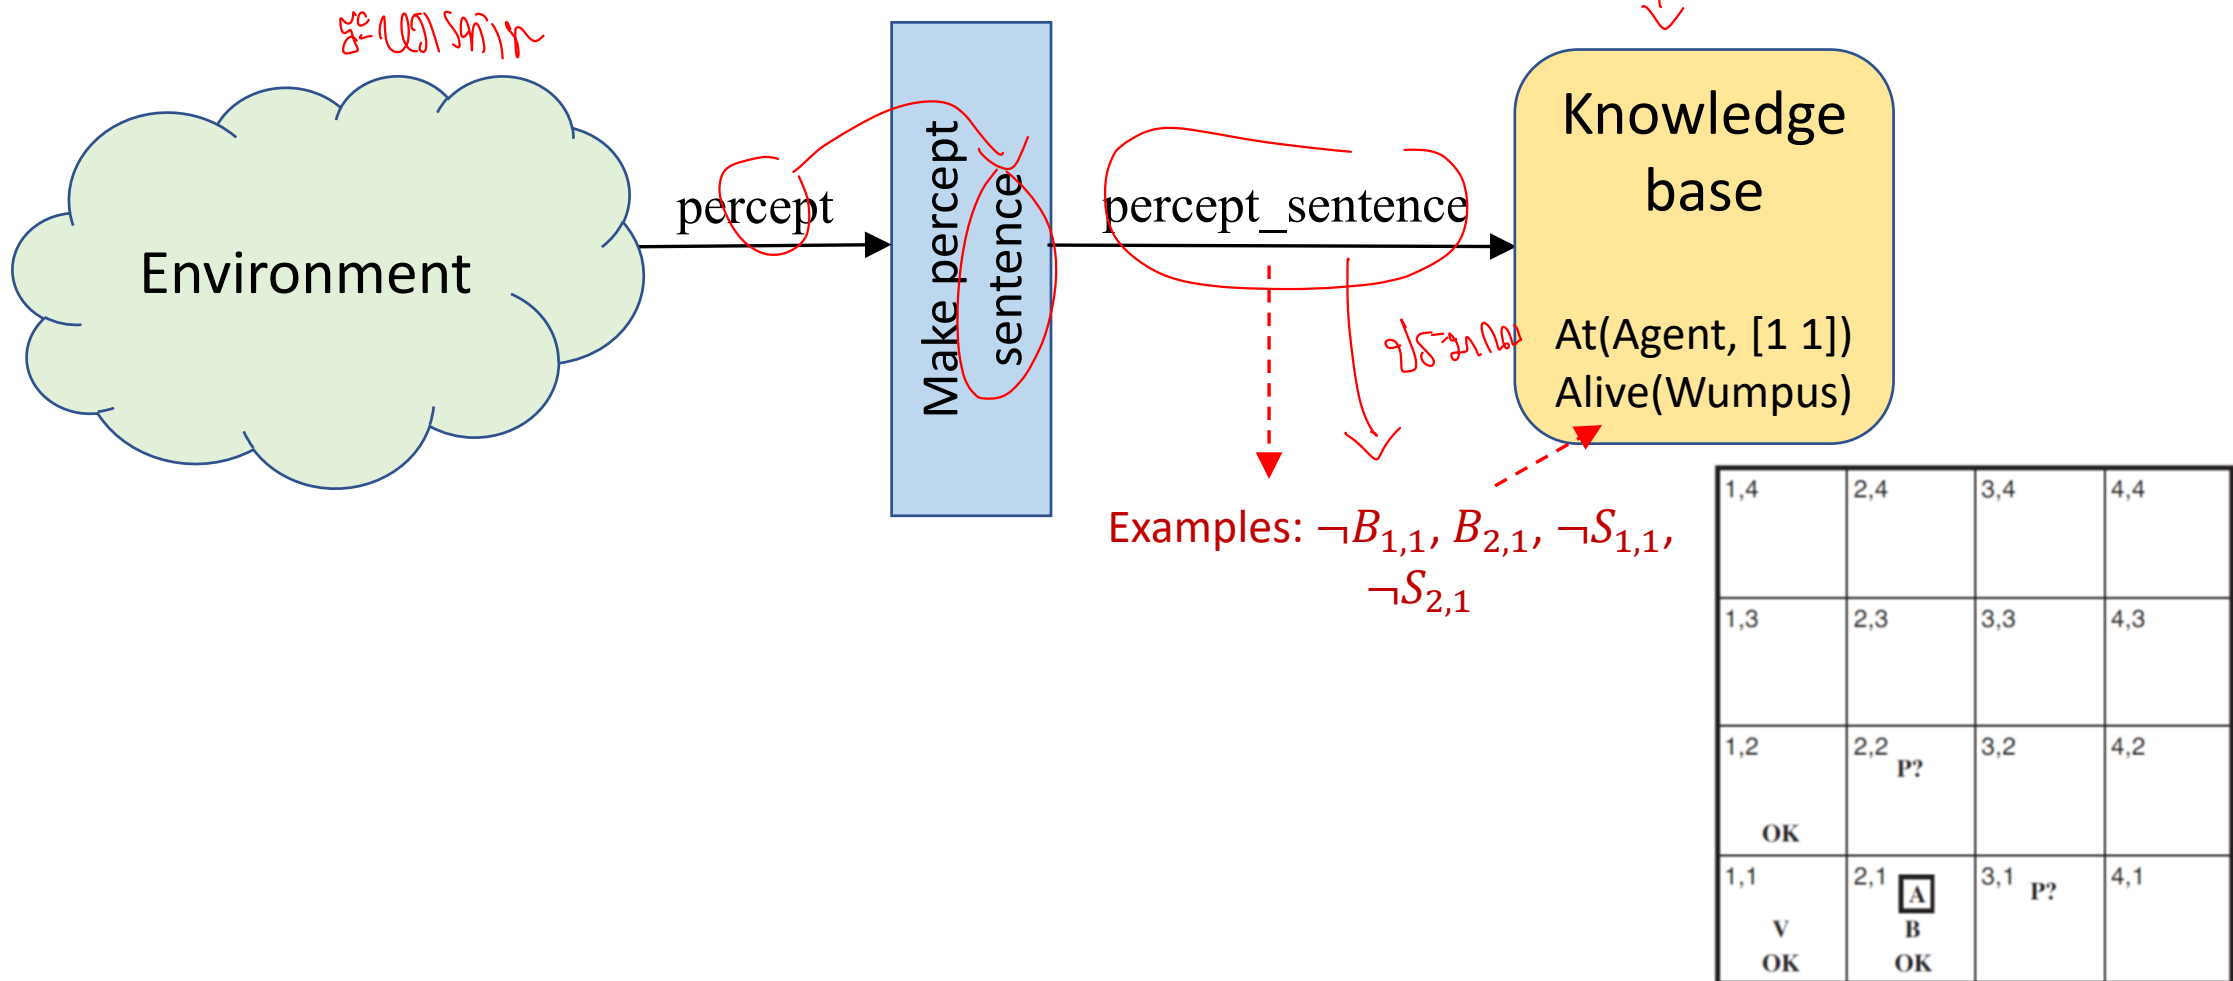 Environment
percept
Make percept
sentence
percept_sentence
Knowledge
base
At(Agent, [1 1])
Alive(Wumpus)
Examples: ¬B₁,₁, B₂,₁, ¬S₁,₁,
¬S₂,₁
1,4 2,4 3,4 4,4
1,3 2,3 3,3 4,3
1,2 2,2 P? 3,2 4,2
OK
1,1 2,1 A 3,1 P? 4,1
V B
OK OK